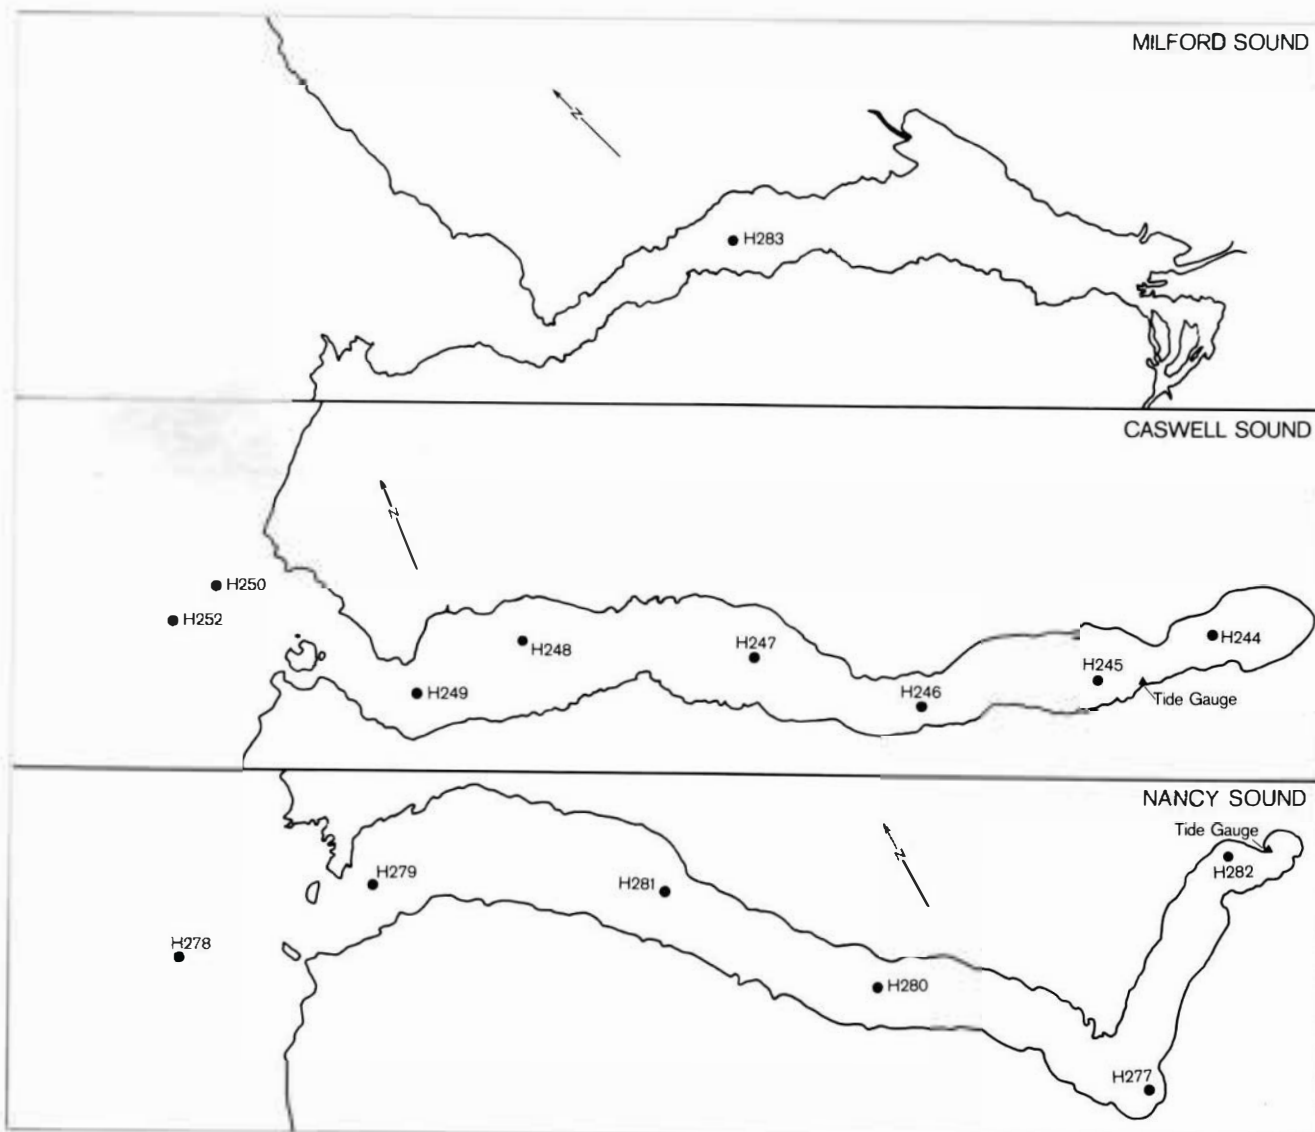 MILFORD SOUND
N
H283
CASWELL SOUND
N
H250
H252
H248
H247
H244
H249
H245
H246
Tide Gauge
NANCY SOUND
Tide Gauge
N
H279
H281
H282
H278
H280
H277